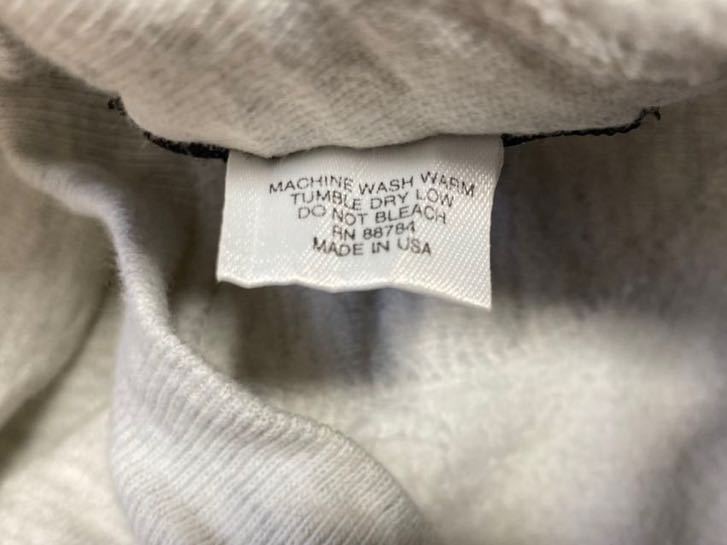 MACHINE WASH WARM
TUMBLE DRY LOW
DO NOT BLEACH
RN 88784
MADE IN USA